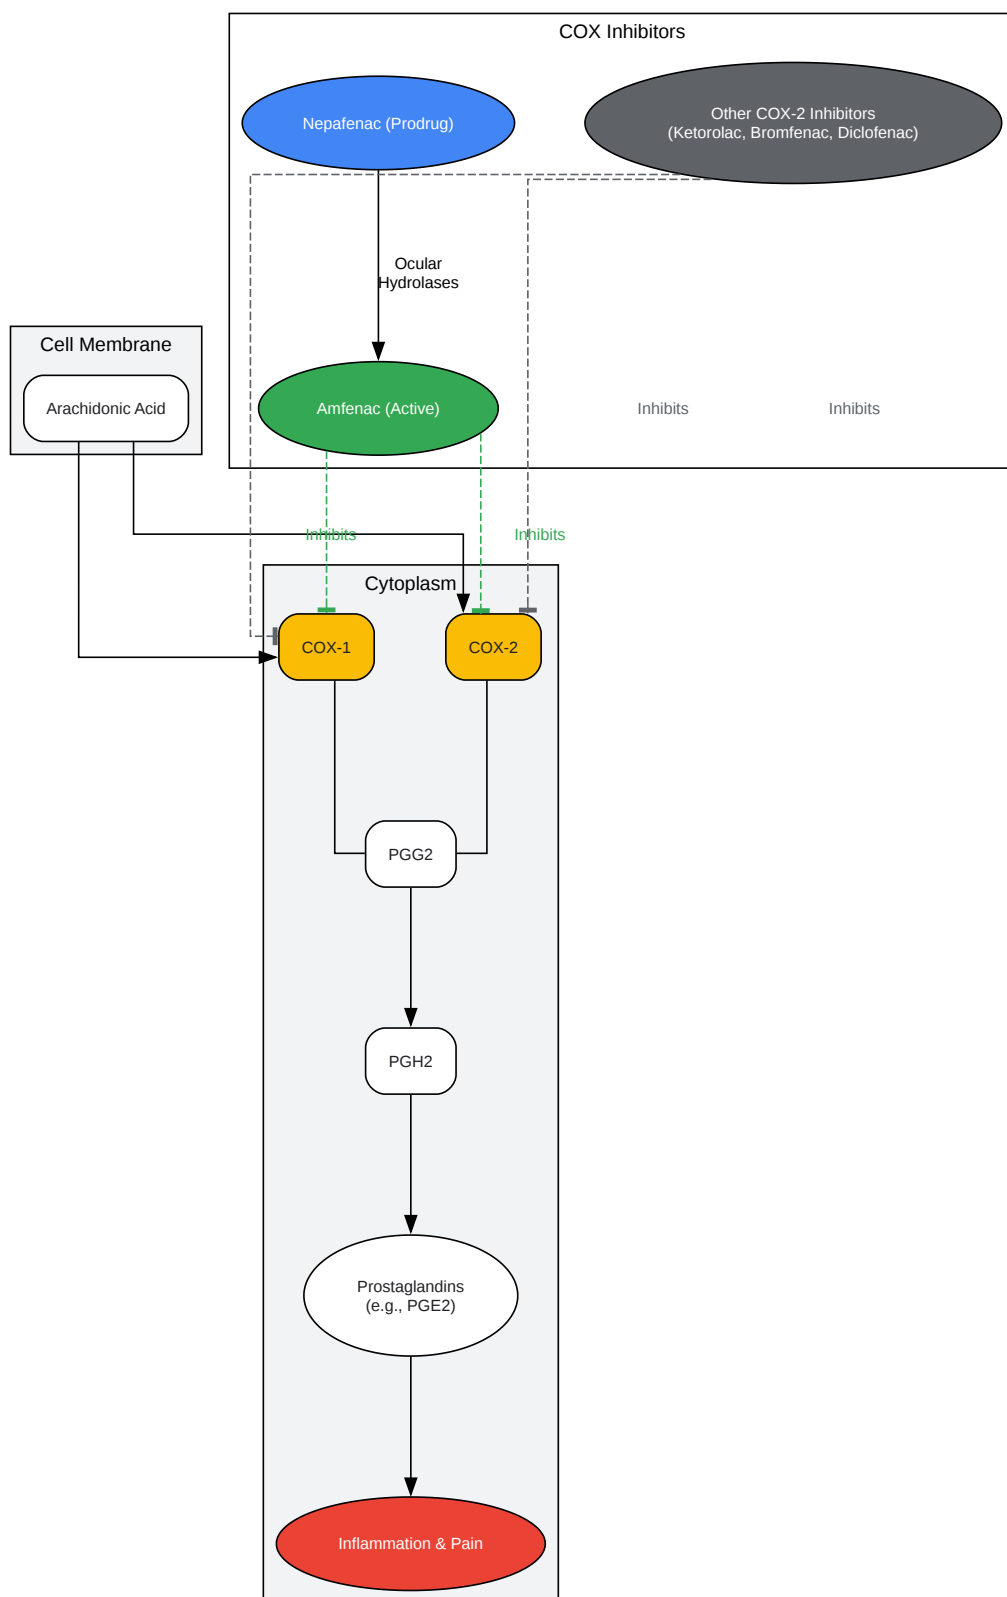 COX Inhibitors
Nepafenac (Prodrug)
Other COX-2 Inhibitors
(Ketorolac, Bromfenac, Diclofenac)
Ocular
Hydrolases
Cell Membrane
Arachidonic Acid
Amfenac (Active)
Inhibits
Inhibits
Inhibits
Inhibits
Cytoplasm
COX-1
COX-2
PGG2
PGH2
Prostaglandins
(e.g., PGE2)
Inflammation & Pain